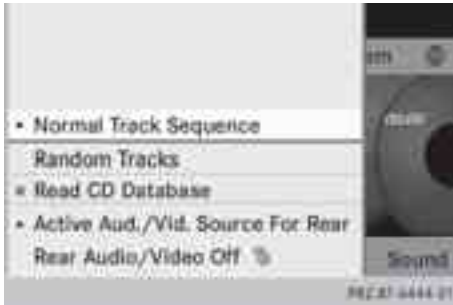 • Normal Track Sequence
Random Tracks
Read CD Database
Active Aud./Vid. Source For Rear
Rear Audio/Video Off
Sound